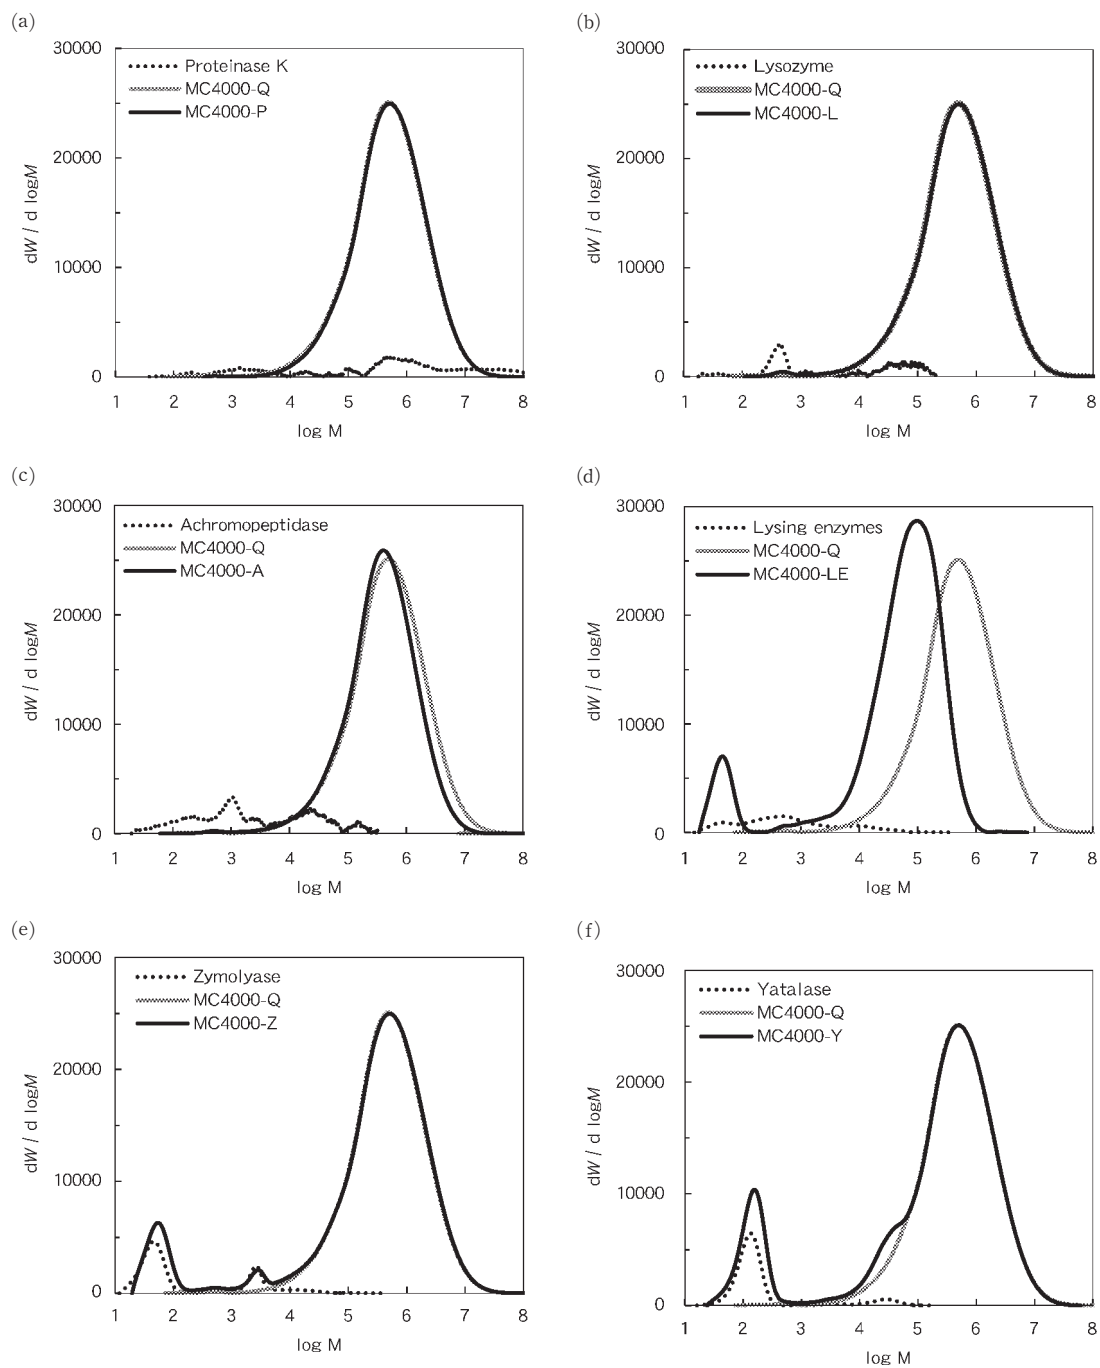 (a)
30000
20000
10000
0
dW / d logM
Proteinase K
MC4000-Q
MC4000-P
1 2 3 4 5 6 7 8
log M
(b)
30000
20000
10000
0
dW / d logM
Lysozyme
MC4000-Q
MC4000-L
1 2 3 4 5 6 7 8
log M
(c)
30000
20000
10000
0
dW / d logM
Achromopeptidase
MC4000-Q
MC4000-A
1 2 3 4 5 6 7 8
log M
(d)
30000
20000
10000
0
dW / d logM
Lysing enzymes
MC4000-Q
MC4000-LE
1 2 3 4 5 6 7 8
log M
(e)
30000
20000
10000
0
dW / d logM
Zymolyase
MC4000-Q
MC4000-Z
1 2 3 4 5 6 7 8
log M
(f)
30000
20000
10000
0
dW / d logM
Yatalase
MC4000-Q
MC4000-Y
1 2 3 4 5 6 7 8
log M